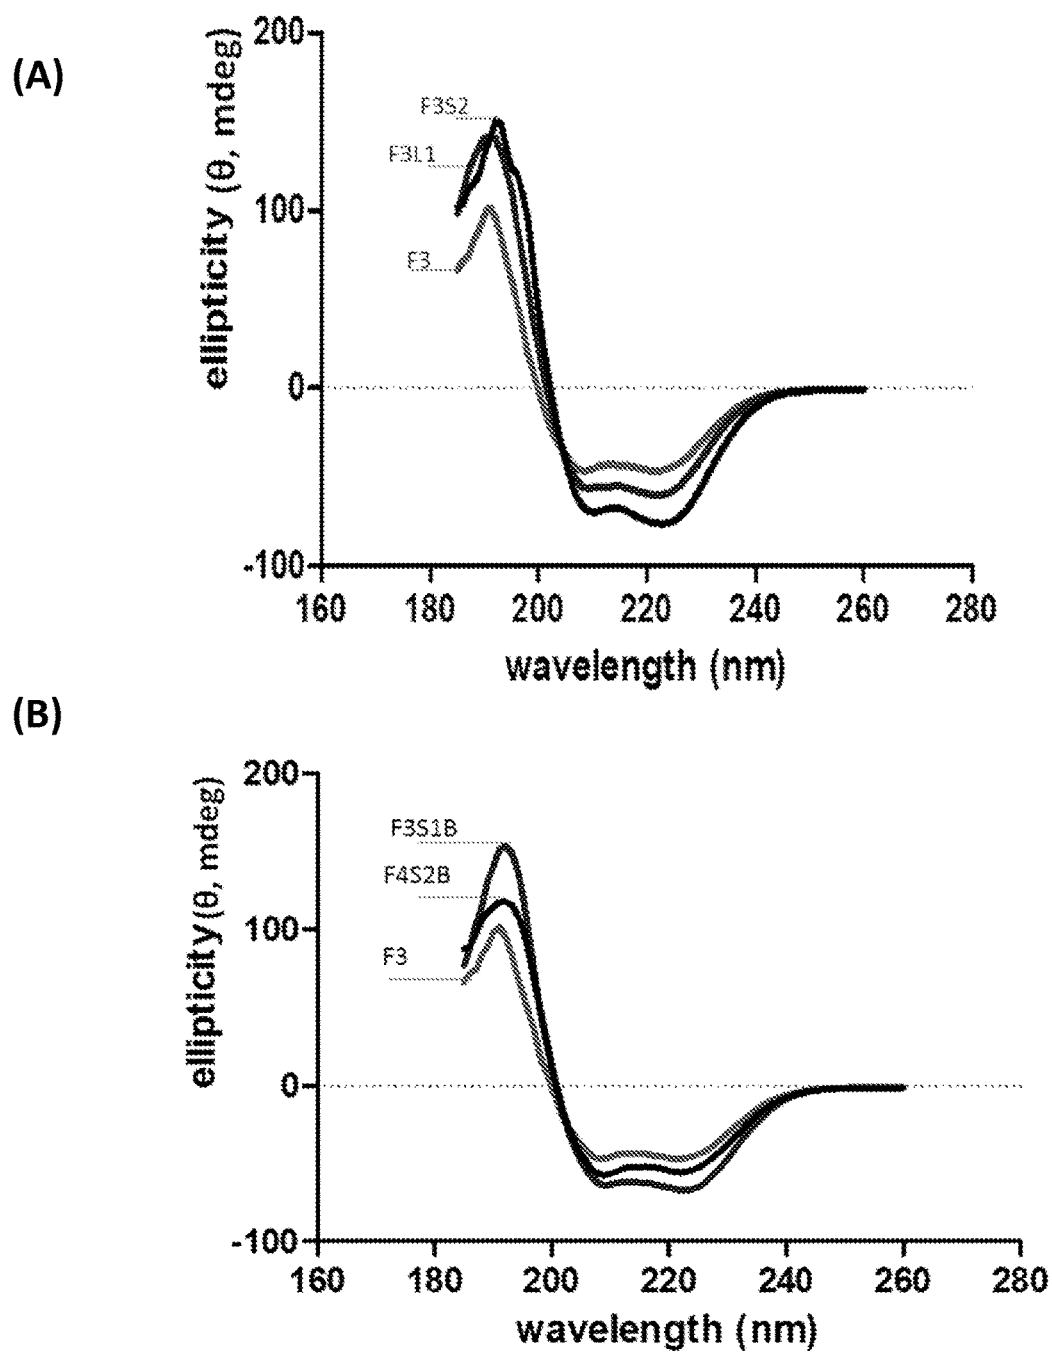 (A)
200
100
0
-100
ellipticity (θ, mdeg)
F3S2
F3L1
F3
160 180 200 220 240 260 280
wavelength (nm)
(B)
200
100
0
-100
ellipticity (θ, mdeg)
F3S1B
F4S2B
F3
160 180 200 220 240 260 280
wavelength (nm)